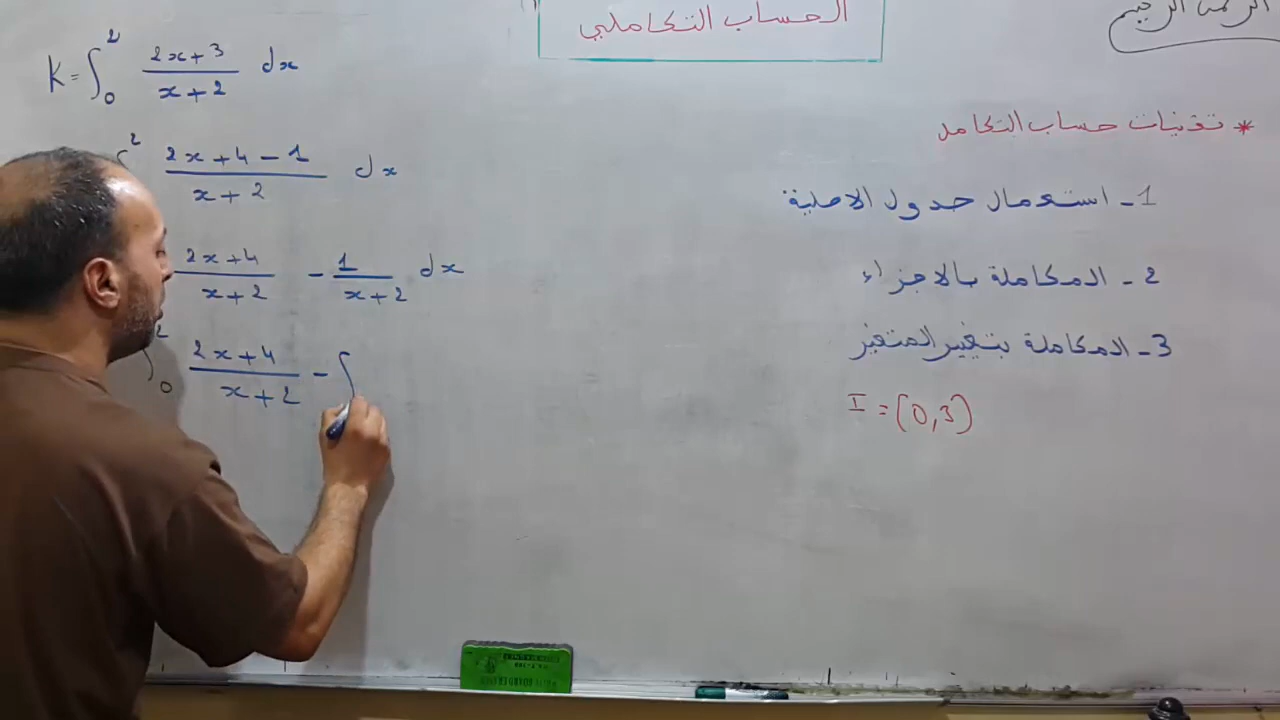 الرحمن الرحيم
الحساب التكاملي
* تقنيات حساب التكامل
1 - استعمال جدول الاصلية
2 - المكاملة بالاجزاء
3 - المكاملة بتغيير المتغير
I = (0,3)
K = ∫₀² (2x+3)/(x+2) dx
² (2x+4-1)/(x+2) dx
(2x+4)/(x+2) - 1/(x+2) dx
∫₀² (2x+4)/(x+2) - ∫